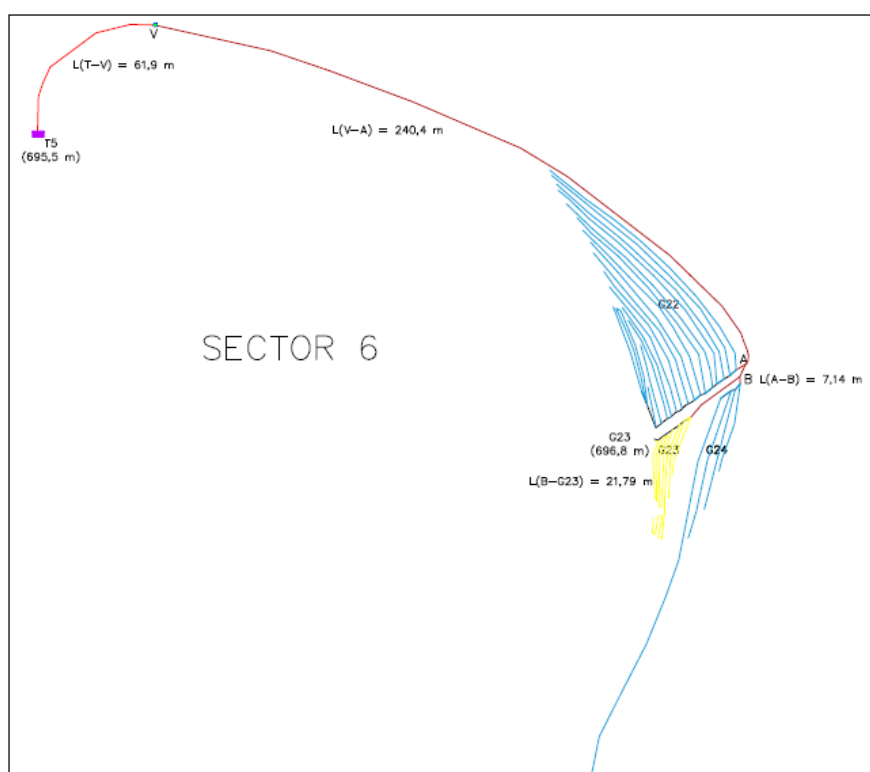 V
L(T-V) = 61,9 m
L(V-A) = 240,4 m
T5
(695,5 m)
G22
SECTOR 6
A
B L(A-B) = 7,14 m
G23
(696,8 m)
G23
G24
L(B-G23) = 21,79 m